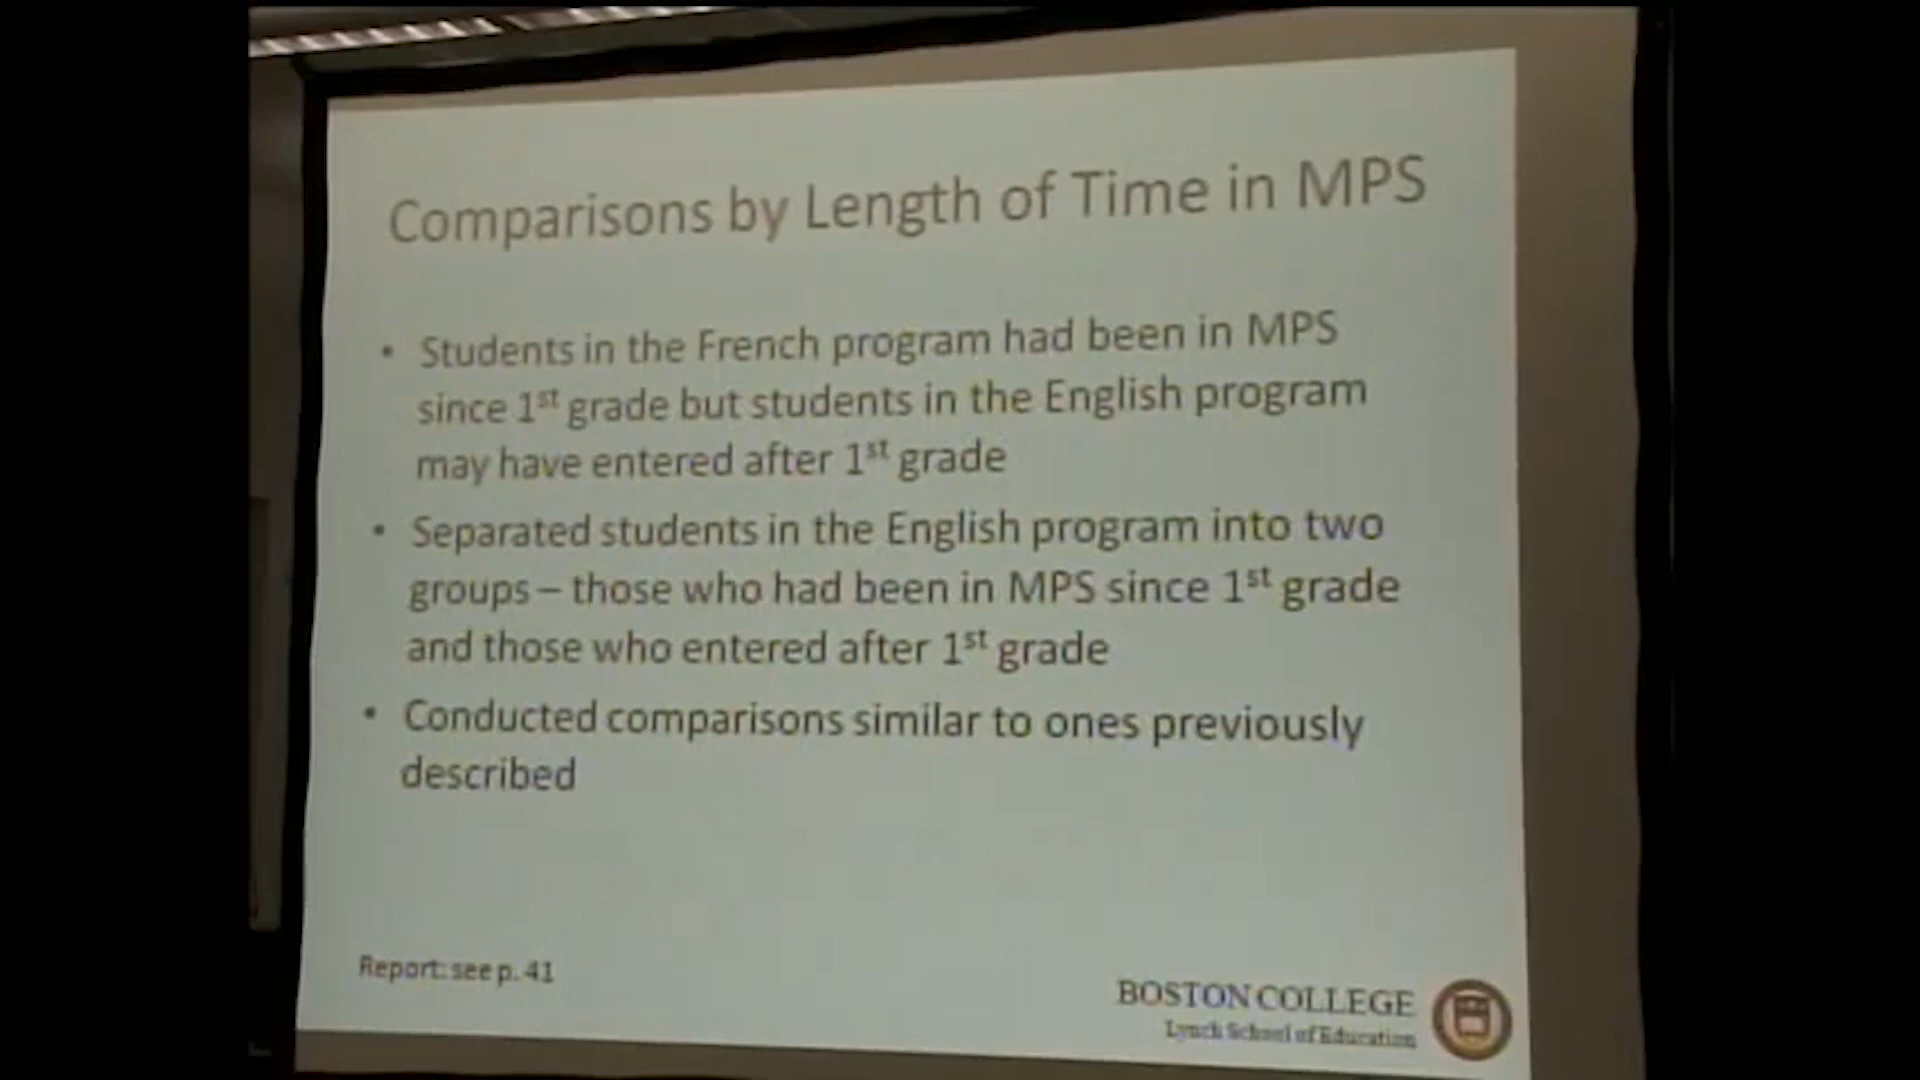 Comparisons by Length of Time in MPS
• Students in the French program had been in MPS
since 1st grade but students in the English program
may have entered after 1st grade
• Separated students in the English program into two
groups – those who had been in MPS since 1st grade
and those who entered after 1st grade
• Conducted comparisons similar to ones previously
described
Report: see p. 41
BOSTON COLLEGE
Lynch School of Education